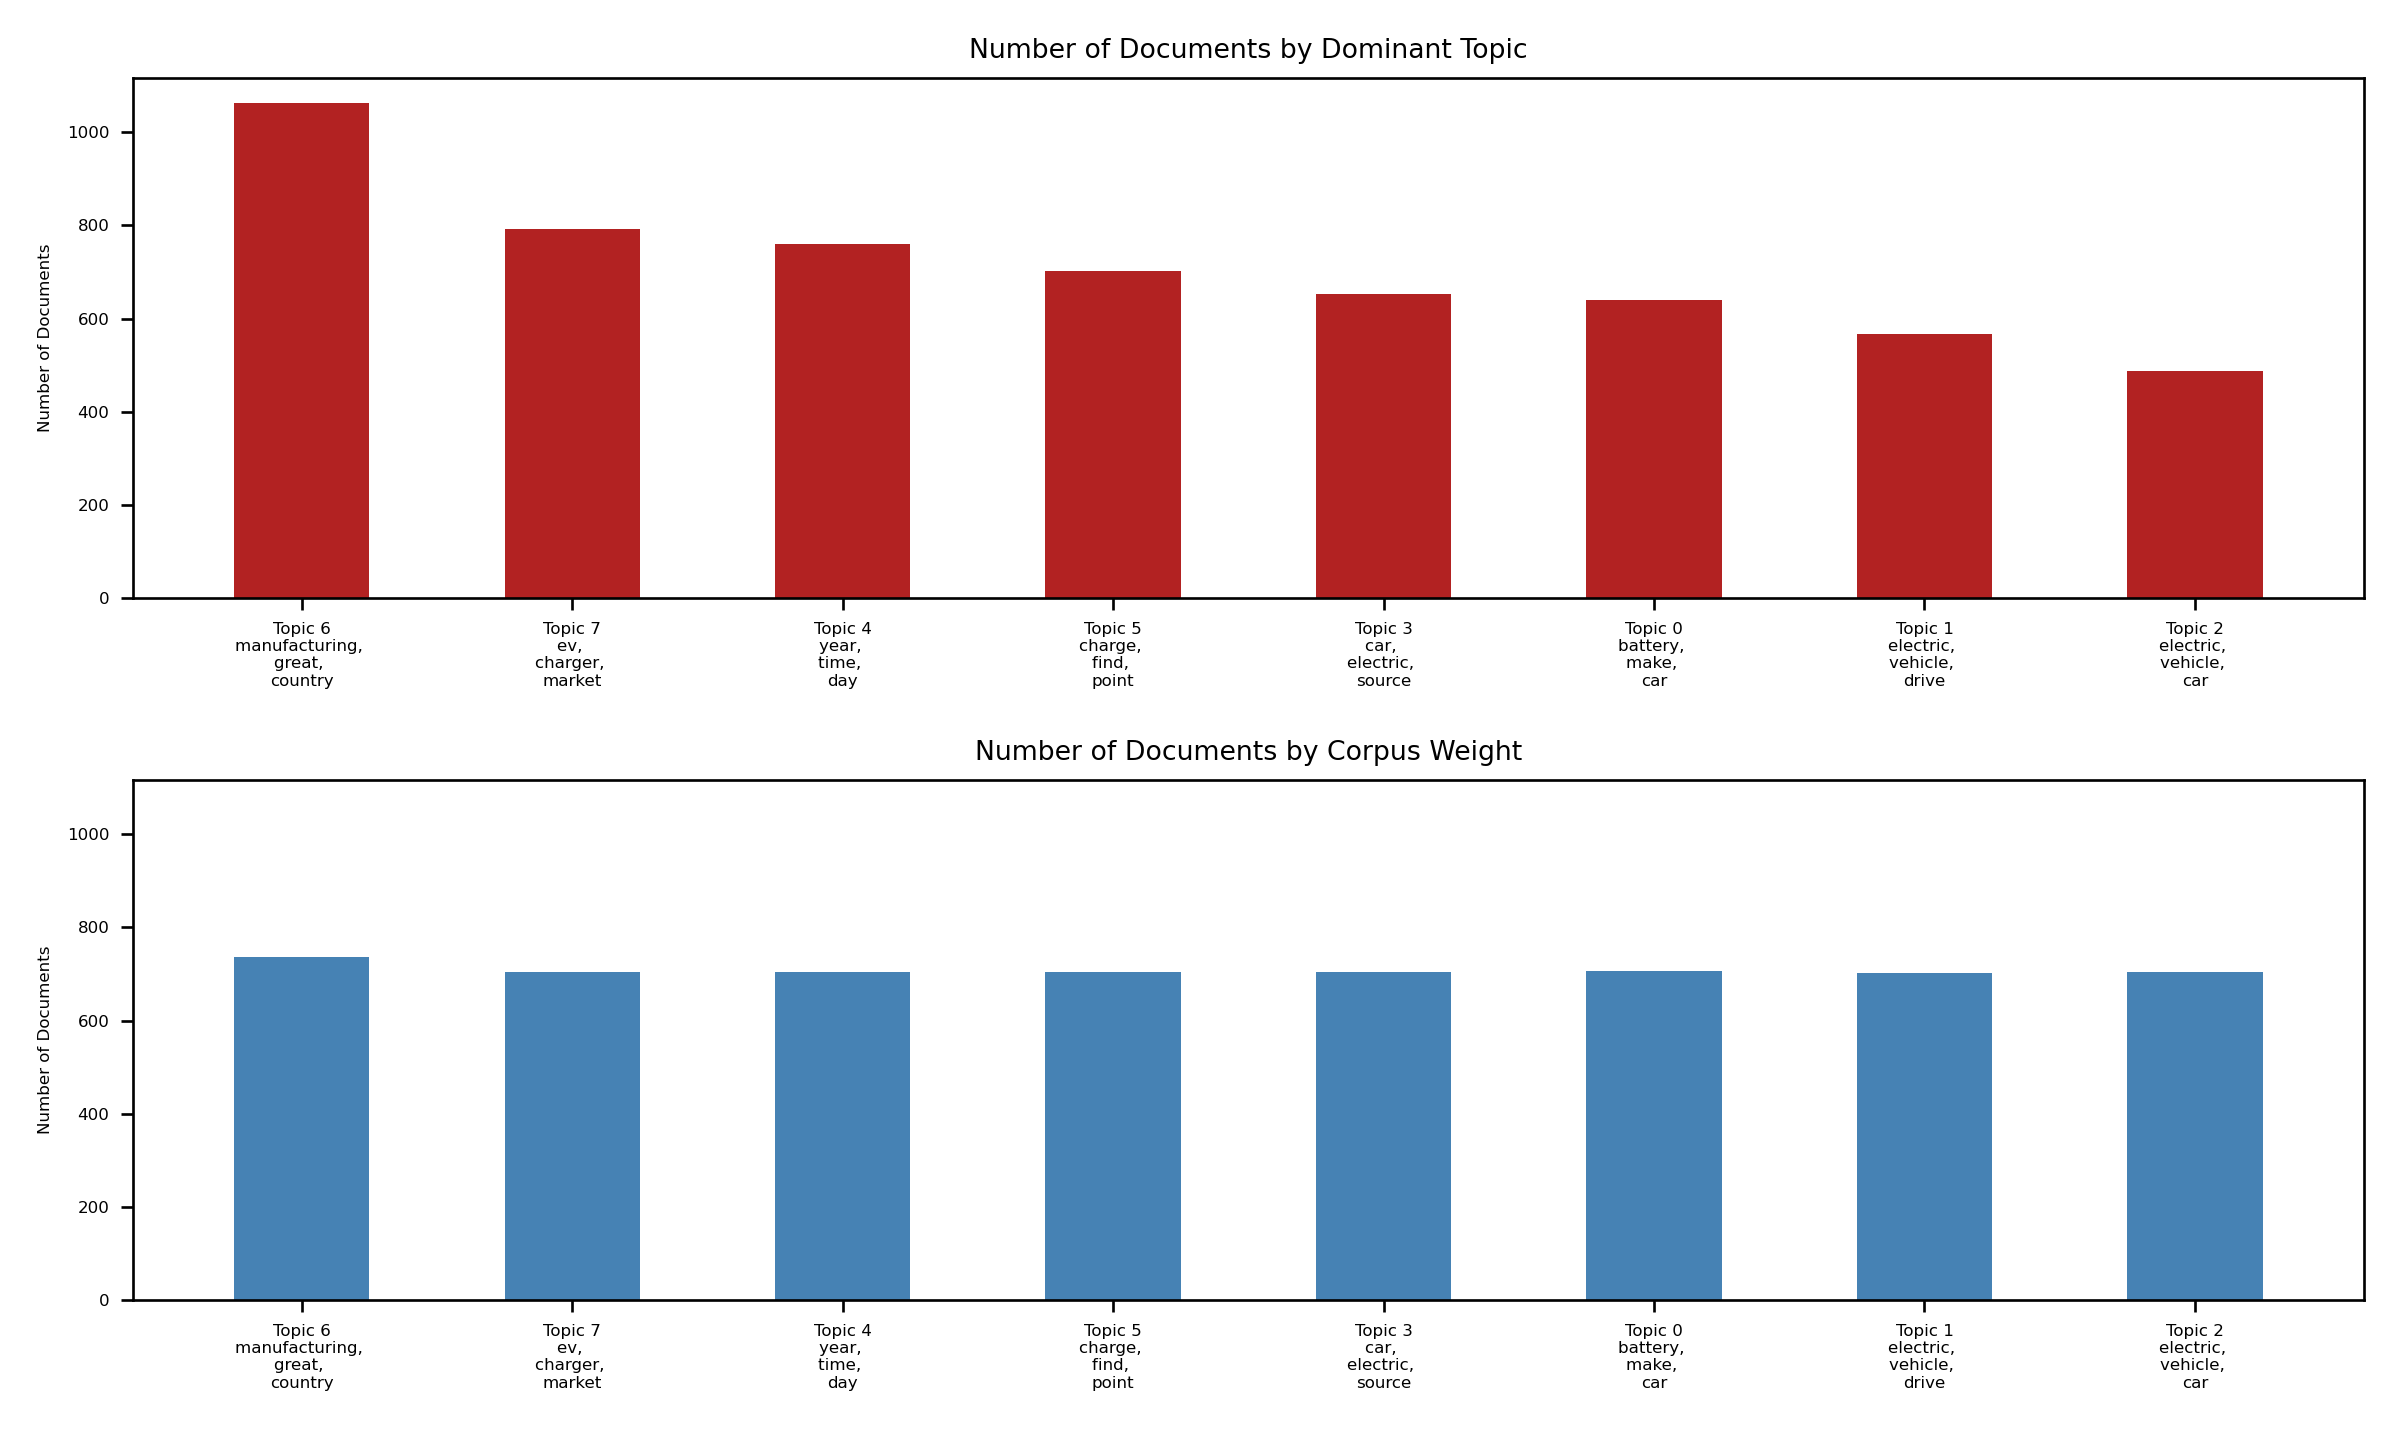 Number of Documents by Dominant Topic
Number of Documents
1000
800
600
400
200
0
Topic 6
manufacturing,
great,
country
Topic 7
ev,
charger,
market
Topic 4
year,
time,
day
Topic 5
charge,
find,
point
Topic 3
car,
electric,
source
Topic 0
battery,
make,
car
Topic 1
electric,
vehicle,
drive
Topic 2
electric,
vehicle,
car
Number of Documents by Corpus Weight
Number of Documents
1000
800
600
400
200
0
Topic 6
manufacturing,
great,
country
Topic 7
ev,
charger,
market
Topic 4
year,
time,
day
Topic 5
charge,
find,
point
Topic 3
car,
electric,
source
Topic 0
battery,
make,
car
Topic 1
electric,
vehicle,
drive
Topic 2
electric,
vehicle,
car